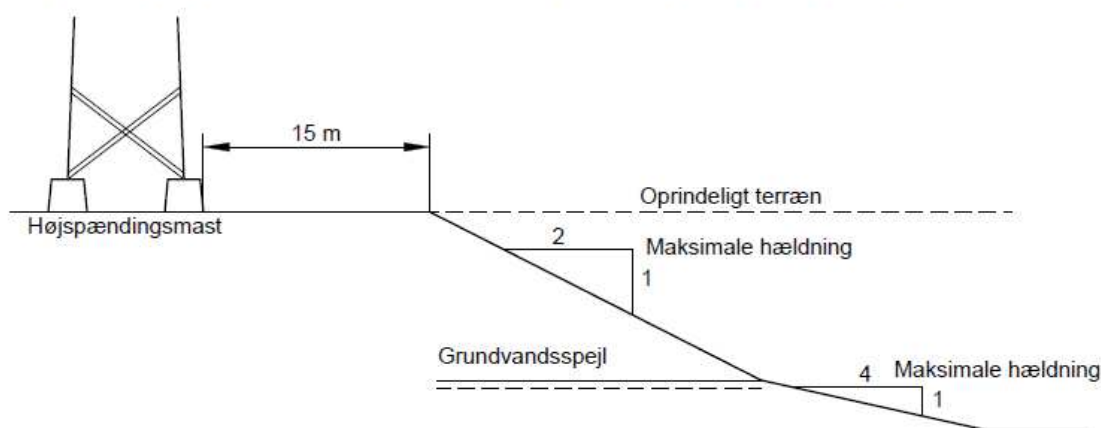 15 m
Oprindeligt terræn
Højspændingsmast
2
Maksimale hældning
1
Grundvandsspejl
4
Maksimale hældning
1